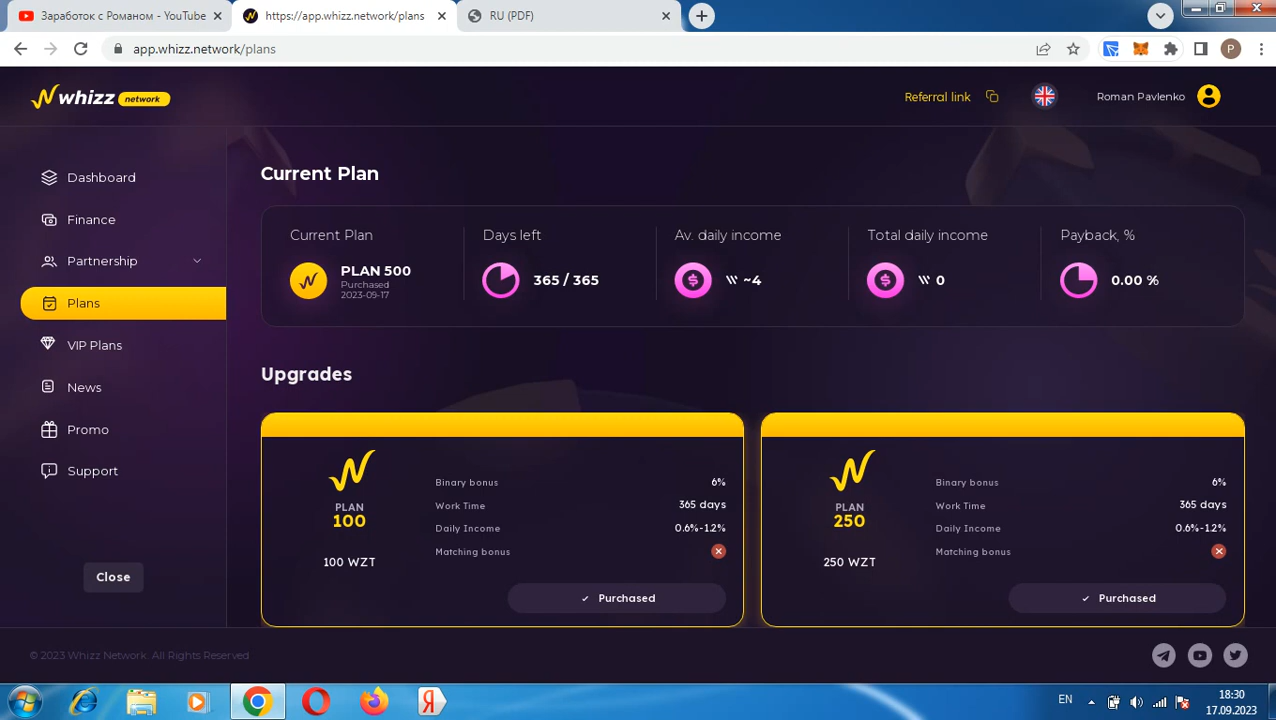 Заработок с Романом - YouTube
https://app.whizz.network/plans
RU (PDF)
app.whizz.network/plans
P
whizz network
Referral link
Roman Pavlenko
Dashboard
Finance
Partnership
Plans
VIP Plans
News
Promo
Support
Close
Current Plan
Current Plan
PLAN 500
Purchased
2023-09-17
Days left
365 / 365
Av. daily income
~4
Total daily income
0
Payback, %
0.00 %
Upgrades
PLAN
100
100 WZT
Binary bonus 6%
Work Time 365 days
Daily Income 0.6%-1.2%
Matching bonus
Purchased
PLAN
250
250 WZT
Binary bonus 6%
Work Time 365 days
Daily Income 0.6%-1.2%
Matching bonus
Purchased
© 2023 Whizz Network. All Rights Reserved
EN
18:30
17.09.2023